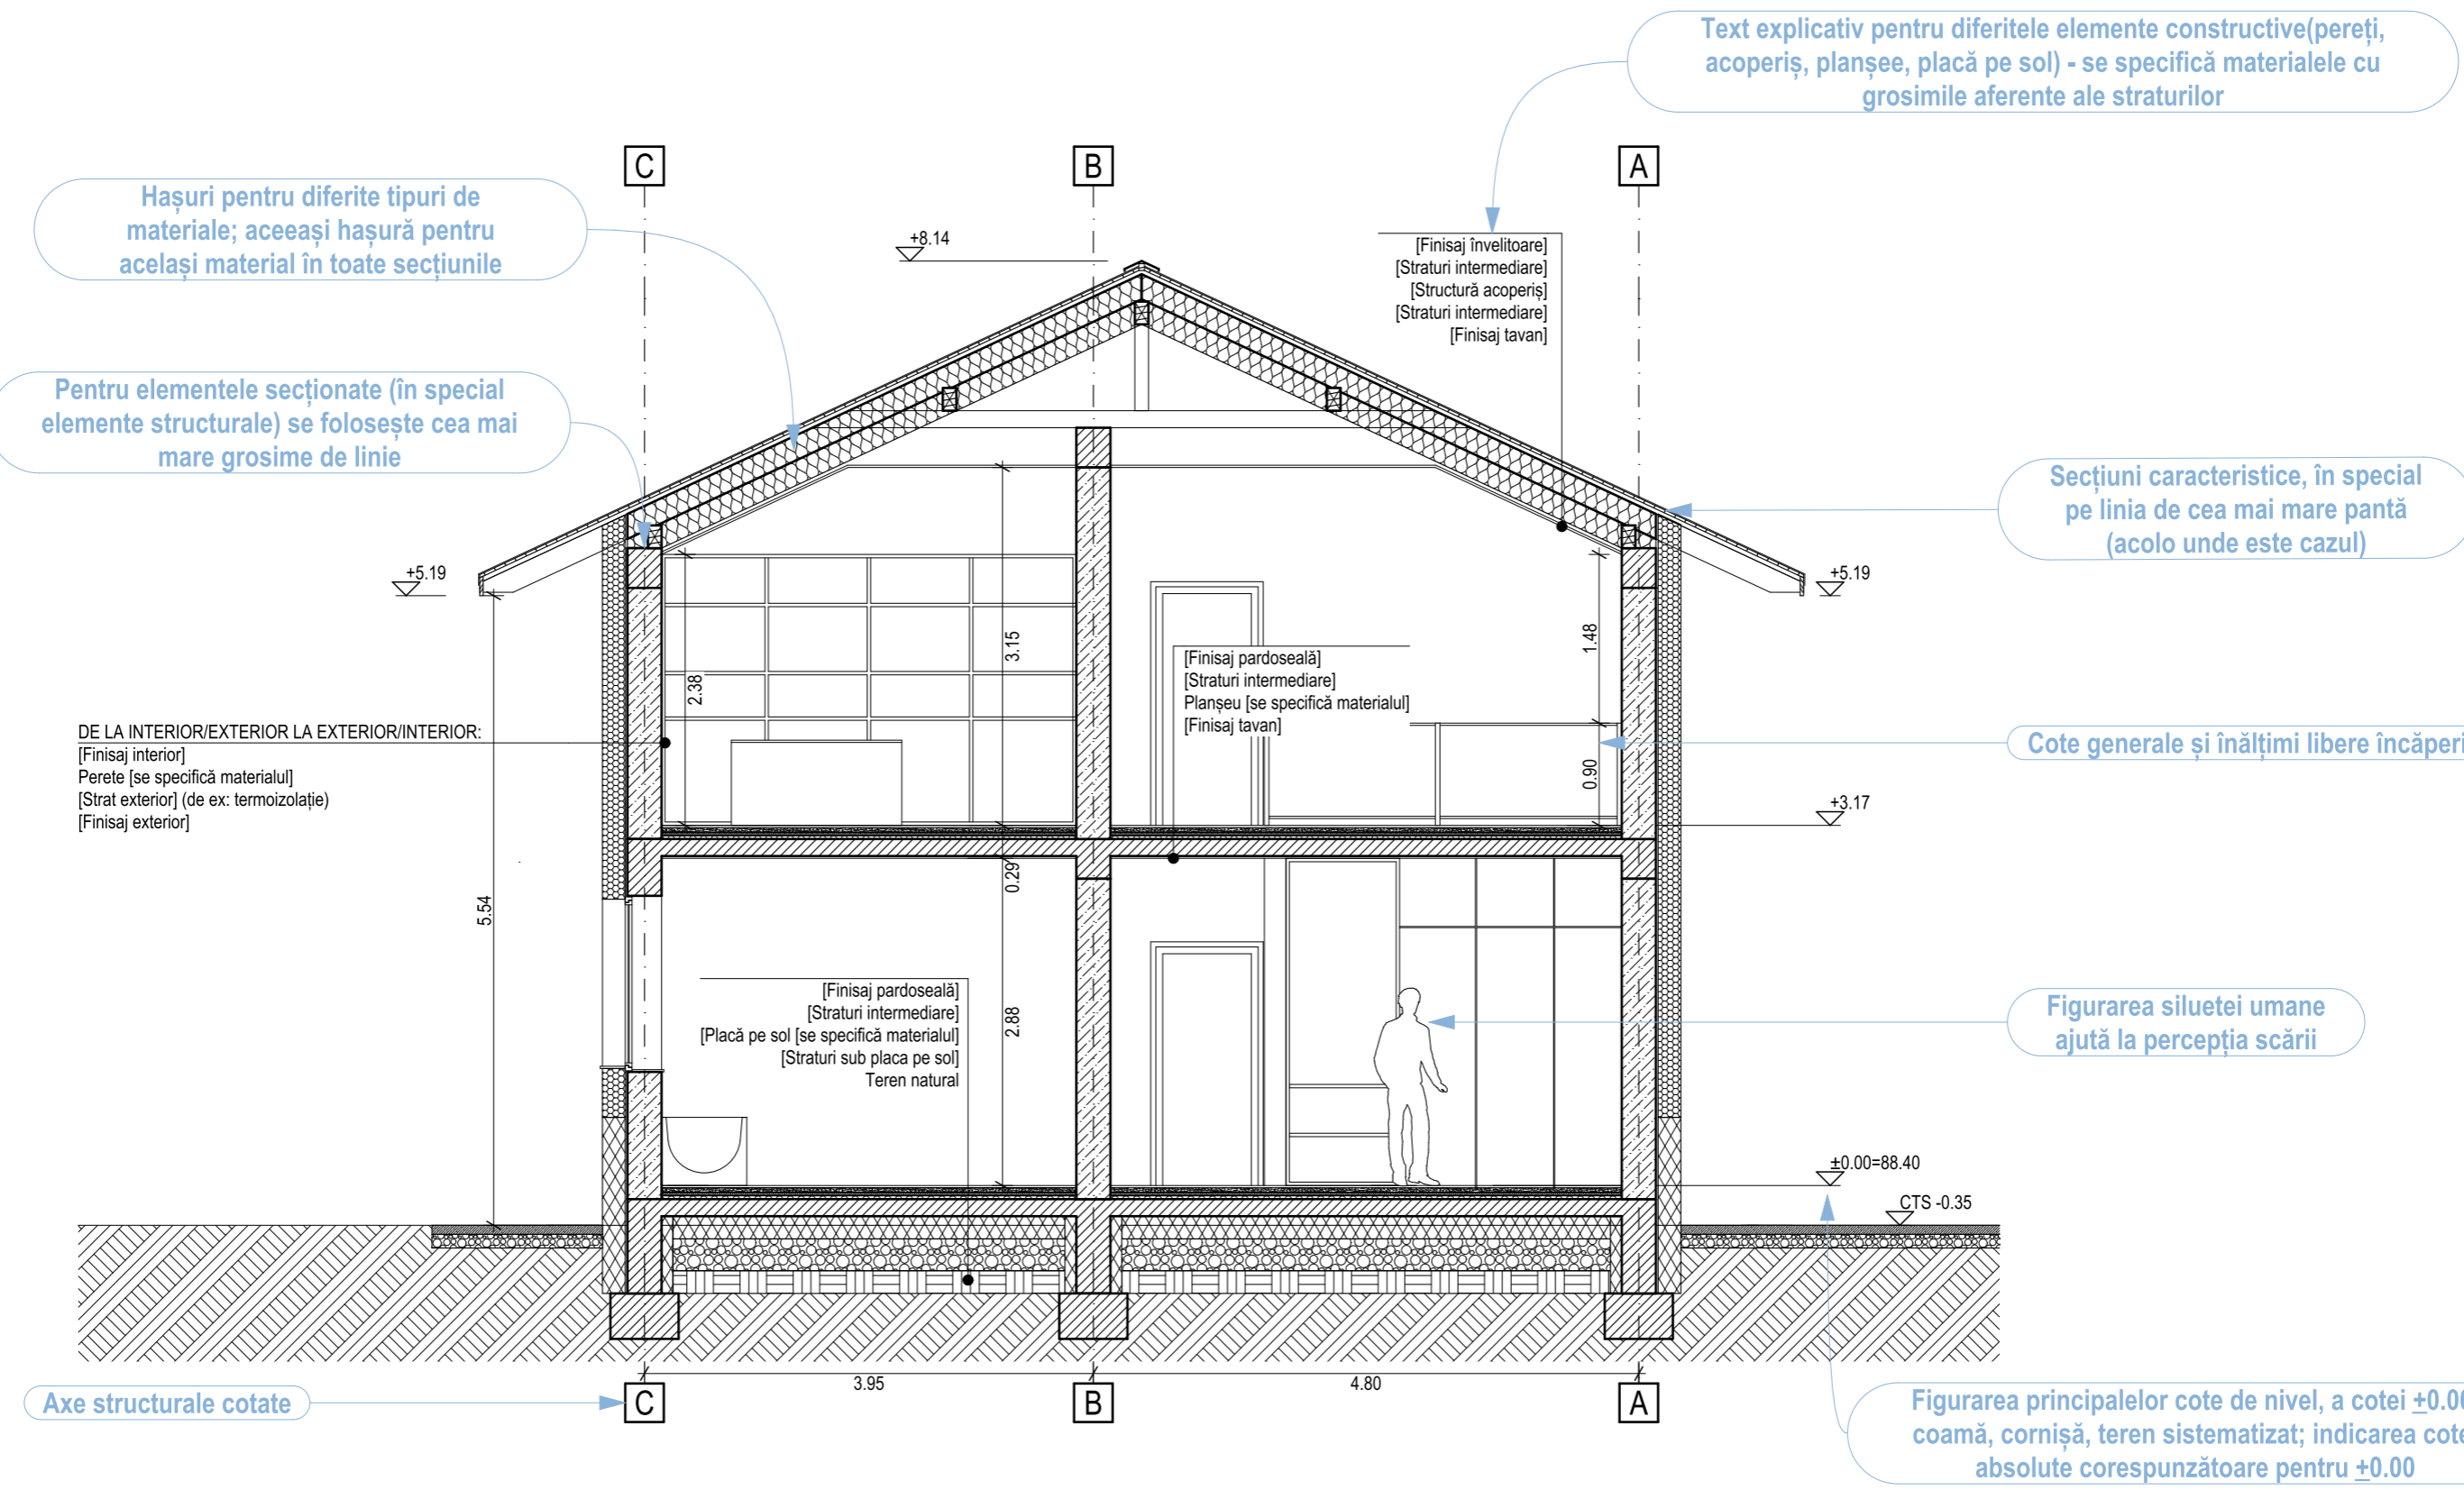 Text explicativ pentru diferitele elemente constructive(pereți,
acoperiș, planșee, placă pe sol) - se specifică materialele cu
grosimile aferente ale straturilor
C
B
A
Hașuri pentru diferite tipuri de
materiale; aceeași hașură pentru
același material în toate secțiunile
+8.14
[Finisaj învelitoare]
[Straturi intermediare]
[Structură acoperiș]
[Straturi intermediare]
[Finisaj tavan]
Pentru elementele secționate (în special
elemente structurale) se folosește cea mai
mare grosime de linie
Secțiuni caracteristice, în special
pe linia de cea mai mare pantă
(acolo unde este cazul)
+5.19
+5.19
2.38
3.15
1.48
[Finisaj pardoseală]
[Straturi intermediare]
Planșeu [se specifică materialul]
[Finisaj tavan]
DE LA INTERIOR/EXTERIOR LA EXTERIOR/INTERIOR:
[Finisaj interior]
Perete [se specifică materialul]
[Strat exterior] (de ex: termoizolație)
[Finisaj exterior]
Cote generale și înălțimi libere încăperi
0.90
+3.17
0.29
5.54
[Finisaj pardoseală]
[Straturi intermediare]
[Placă pe sol [se specifică materialul]
[Straturi sub placa pe sol]
Teren natural
2.88
Figurarea siluetei umane
ajută la percepția scării
±0.00=88.40
CTS -0.35
3.95
4.80
Axe structurale cotate
C
B
A
Figurarea principalelor cote de nivel, a cotei ±0.00
coamă, cornișă, teren sistematizat; indicarea cote
absolute corespunzătoare pentru ±0.00